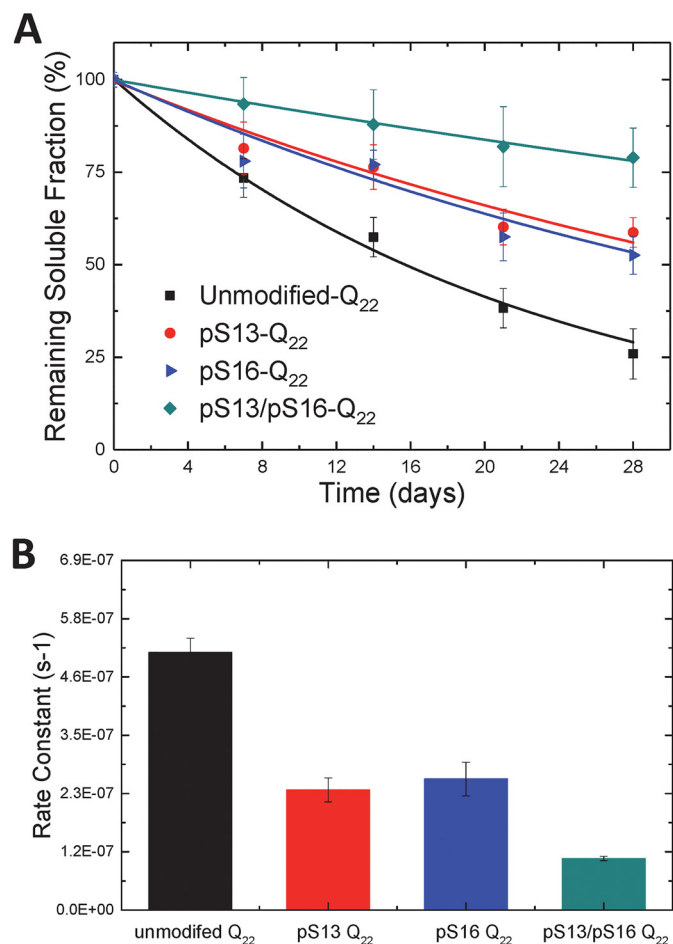 A
Remaining Soluble Fraction (%)
100
75
50
25
0
Unmodified-Q22
pS13-Q22
pS16-Q22
pS13/pS16-Q22
0 4 8 12 16 20 24 28
Time (days)
B
Rate Constant (s-1)
6.9E-07
5.8E-07
4.6E-07
3.5E-07
2.3E-07
1.2E-07
0.0E+00
unmodifed Q22 pS13 Q22 pS16 Q22 pS13/pS16 Q22